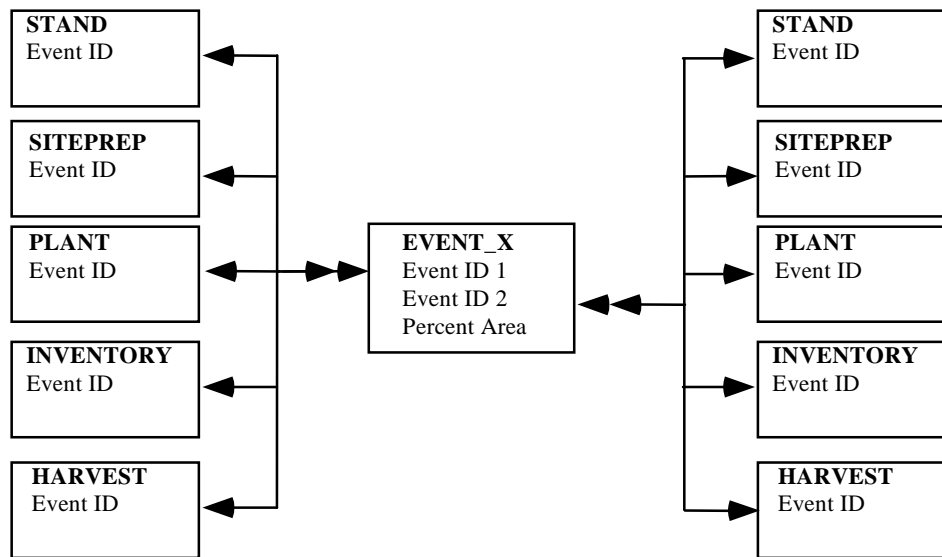 STAND
Event ID
SITEPREP
Event ID
PLANT
Event ID
INVENTORY
Event ID
HARVEST
Event ID
EVENT_X
Event ID 1
Event ID 2
Percent Area
STAND
Event ID
SITEPREP
Event ID
PLANT
Event ID
INVENTORY
Event ID
HARVEST
Event ID